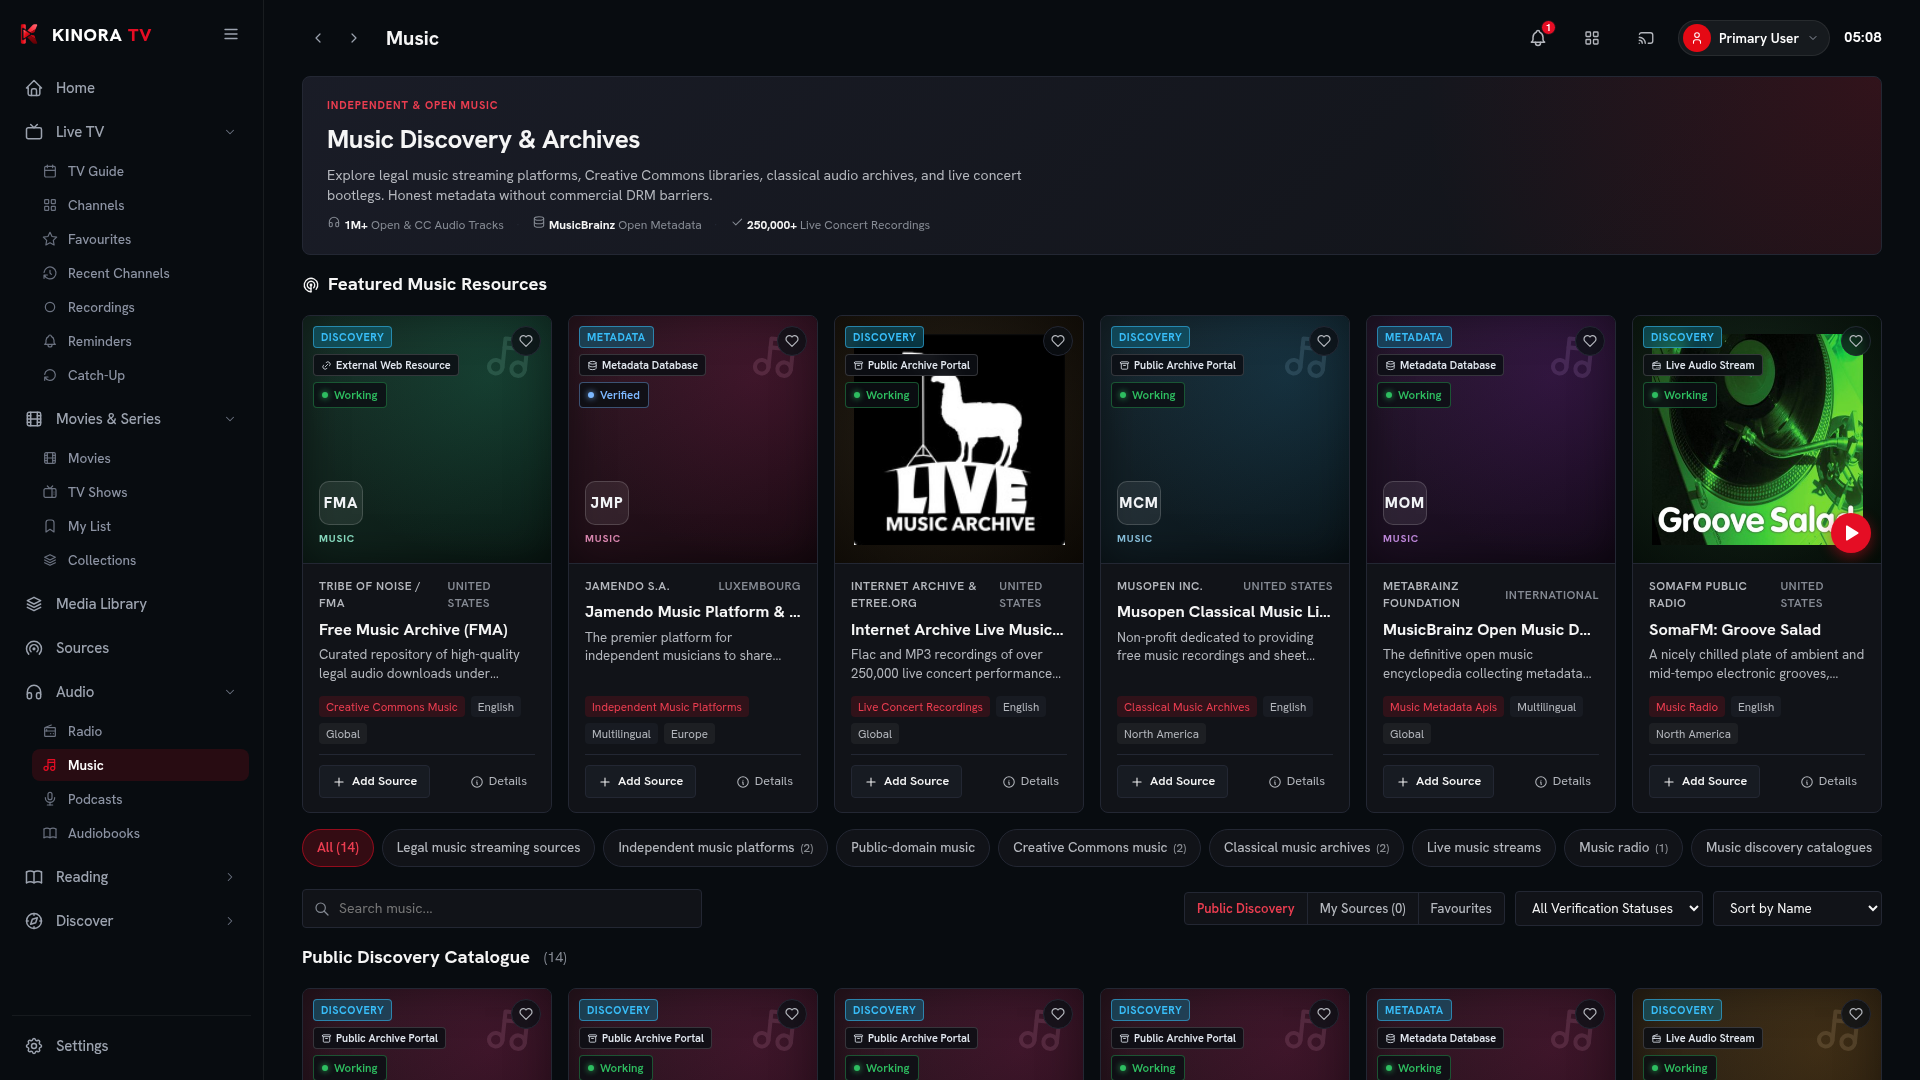 KINORA TV
Home
Live TV
TV Guide
Channels
Favourites
Recent Channels
Recordings
Reminders
Catch-Up
Movies & Series
Movies
TV Shows
My List
Collections
Media Library
Sources
Audio
Radio
Music
Podcasts
Audiobooks
Reading
Discover
Settings
Music
1
Primary User
05:08
INDEPENDENT & OPEN MUSIC
Music Discovery & Archives
Explore legal music streaming platforms, Creative Commons libraries, classical audio archives, and live concert
bootlegs. Honest metadata without commercial DRM barriers.
1M+ Open & CC Audio Tracks
MusicBrainz Open Metadata
250,000+ Live Concert Recordings
Featured Music Resources
DISCOVERY
External Web Resource
Working
FMA
MUSIC
TRIBE OF NOISE /
FMA
UNITED
STATES
Free Music Archive (FMA)
Curated repository of high-quality
legal audio downloads under...
Creative Commons Music
English
Global
Add Source
Details
METADATA
Metadata Database
Verified
JMP
MUSIC
JAMENDO S.A.
LUXEMBOURG
Jamendo Music Platform & ...
The premier platform for
independent musicians to share...
Independent Music Platforms
Multilingual
Europe
Add Source
Details
DISCOVERY
Public Archive Portal
Working
LIVE
MUSIC ARCHIVE
INTERNET ARCHIVE &
ETREE.ORG
UNITED
STATES
Internet Archive Live Music...
Flac and MP3 recordings of over
250,000 live concert performance...
Live Concert Recordings
English
Global
Add Source
Details
DISCOVERY
Public Archive Portal
Working
MCM
MUSIC
MUSOPEN INC.
UNITED STATES
Musopen Classical Music Li...
Non-profit dedicated to providing
free music recordings and sheet...
Classical Music Archives
English
North America
Add Source
Details
METADATA
Metadata Database
Working
MOM
MUSIC
METABRAINZ
FOUNDATION
INTERNATIONAL
MusicBrainz Open Music D...
The definitive open music
encyclopedia collecting metadata...
Music Metadata Apis
Multilingual
Global
Add Source
Details
DISCOVERY
Live Audio Stream
Working
Groove Salad
SOMAFM PUBLIC
RADIO
UNITED
STATES
SomaFM: Groove Salad
A nicely chilled plate of ambient and
mid-tempo electronic grooves,...
Music Radio
English
North America
Add Source
Details
All (14)
Legal music streaming sources
Independent music platforms (2)
Public-domain music
Creative Commons music (2)
Classical music archives (2)
Live music streams
Music radio (1)
Music discovery catalogues
Search music...
Public Discovery
My Sources (0)
Favourites
All Verification Statuses
Sort by Name
Public Discovery Catalogue (14)
DISCOVERY
Public Archive Portal
Working
DISCOVERY
Public Archive Portal
Working
DISCOVERY
Public Archive Portal
Working
DISCOVERY
Public Archive Portal
Working
METADATA
Metadata Database
Working
DISCOVERY
Live Audio Stream
Working